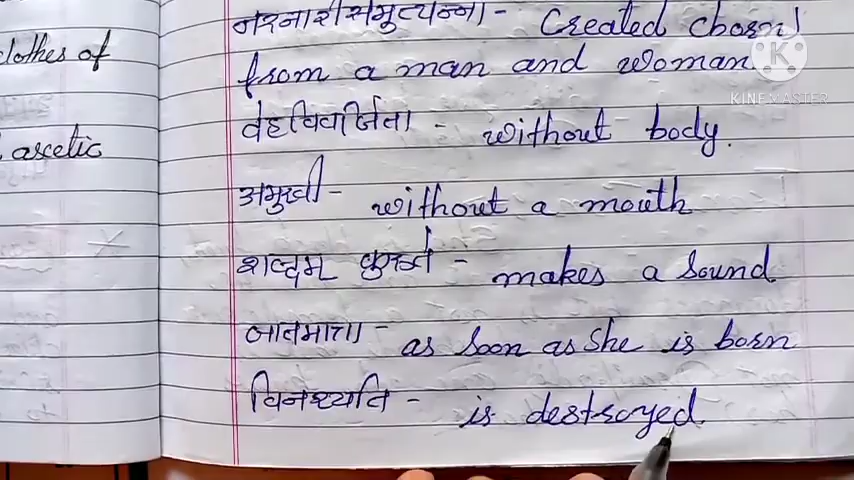 clothes of
ascetic
नरनारीसमुत्पन्ना - Created (born)
from a man and woman
देहविवर्जिता - without body.
अमुखी - without a mouth
शब्दम् कुरुते - makes a sound
जातमात्रा - as soon as she is born
विनश्यति - is destroyed.
KINEMASTER